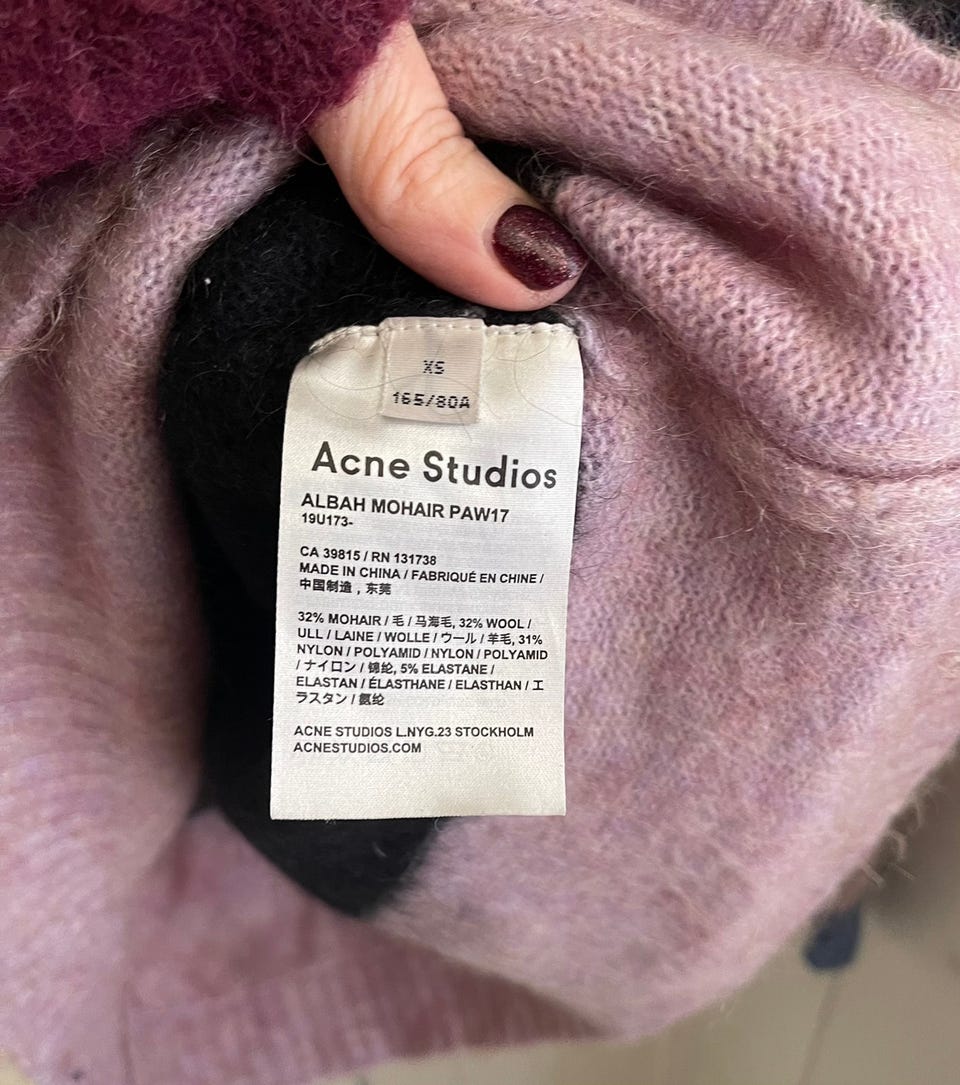 XS
165/80A
Acne Studios
ALBAH MOHAIR PAW17
19U173-
CA 39815 / RN 131738
MADE IN CHINA / FABRIQUÉ EN CHINE /
中国制造，东莞
32% MOHAIR / 毛 / 马海毛, 32% WOOL /
ULL / LAINE / WOLLE / ウール / 羊毛, 31%
NYLON / POLYAMID / NYLON / POLYAMID
/ ナイロン / 锦纶, 5% ELASTANE /
ELASTAN / ÉLASTHANE / ELASTHAN / エ
ラスタン / 氨纶
ACNE STUDIOS L.NYG.23 STOCKHOLM
ACNESTUDIOS.COM